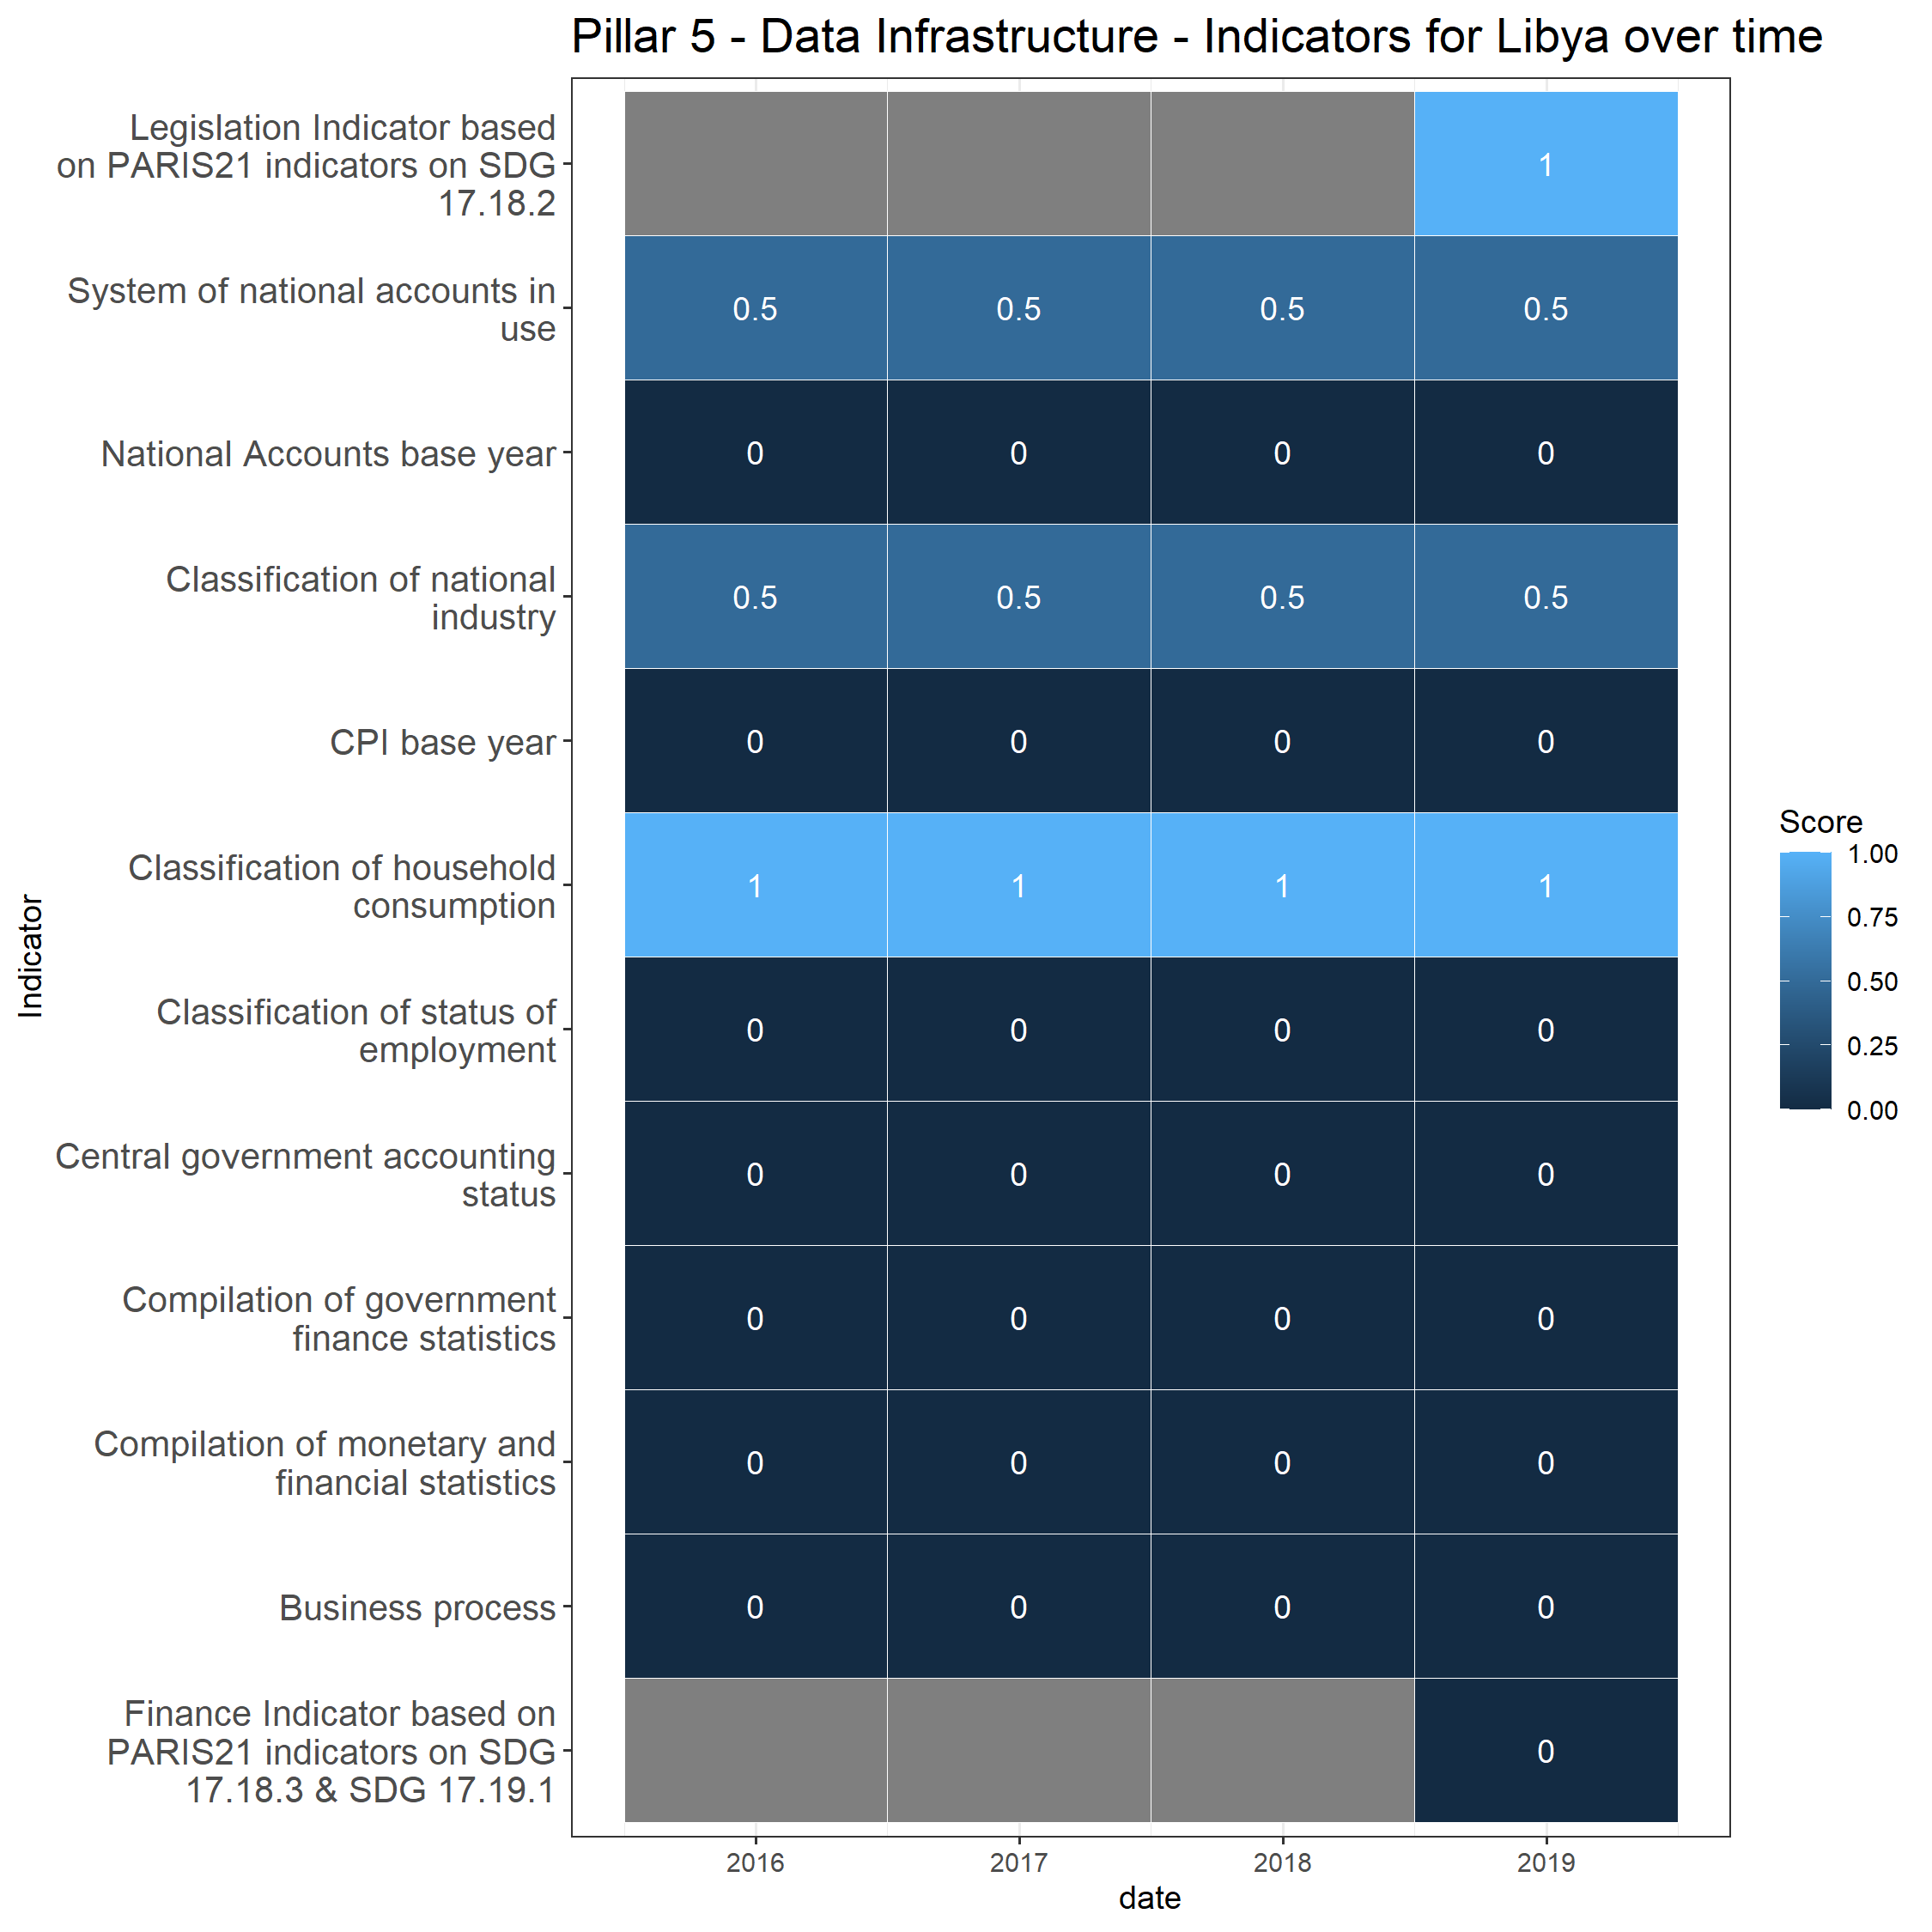 Pillar 5 - Data Infrastructure - Indicators for Libya over time
Legislation Indicator based
on PARIS21 indicators on SDG
17.18.2
1
System of national accounts in
use
0.5 0.5 0.5 0.5
National Accounts base year
0 0 0 0
Classification of national
industry
0.5 0.5 0.5 0.5
CPI base year
0 0 0 0
Classification of household
consumption
1 1 1 1
Classification of status of
employment
0 0 0 0
Central government accounting
status
0 0 0 0
Compilation of government
finance statistics
0 0 0 0
Compilation of monetary and
financial statistics
0 0 0 0
Business process
0 0 0 0
Finance Indicator based on
PARIS21 indicators on SDG
17.18.3 & SDG 17.19.1
0
2016 2017 2018 2019
date
Indicator
Score
1.00
0.75
0.50
0.25
0.00